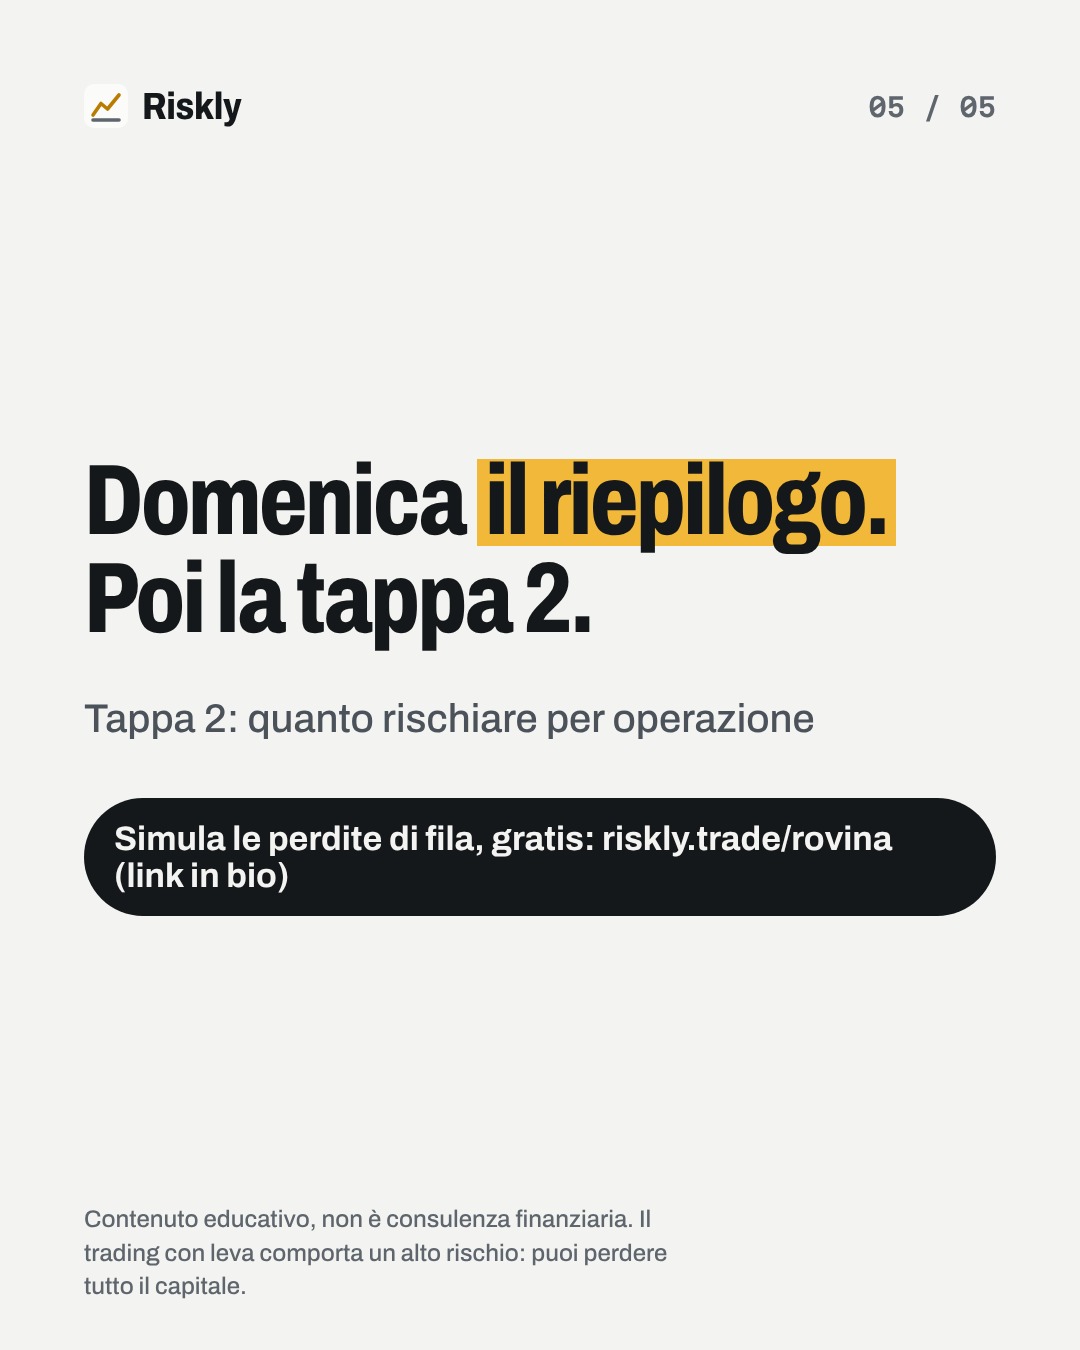 Riskly
05 / 05
Domenica il riepilogo.
Poi la tappa 2.
Tappa 2: quanto rischiare per operazione
Simula le perdite di fila, gratis: riskly.trade/rovina
(link in bio)
Contenuto educativo, non è consulenza finanziaria. Il
trading con leva comporta un alto rischio: puoi perdere
tutto il capitale.